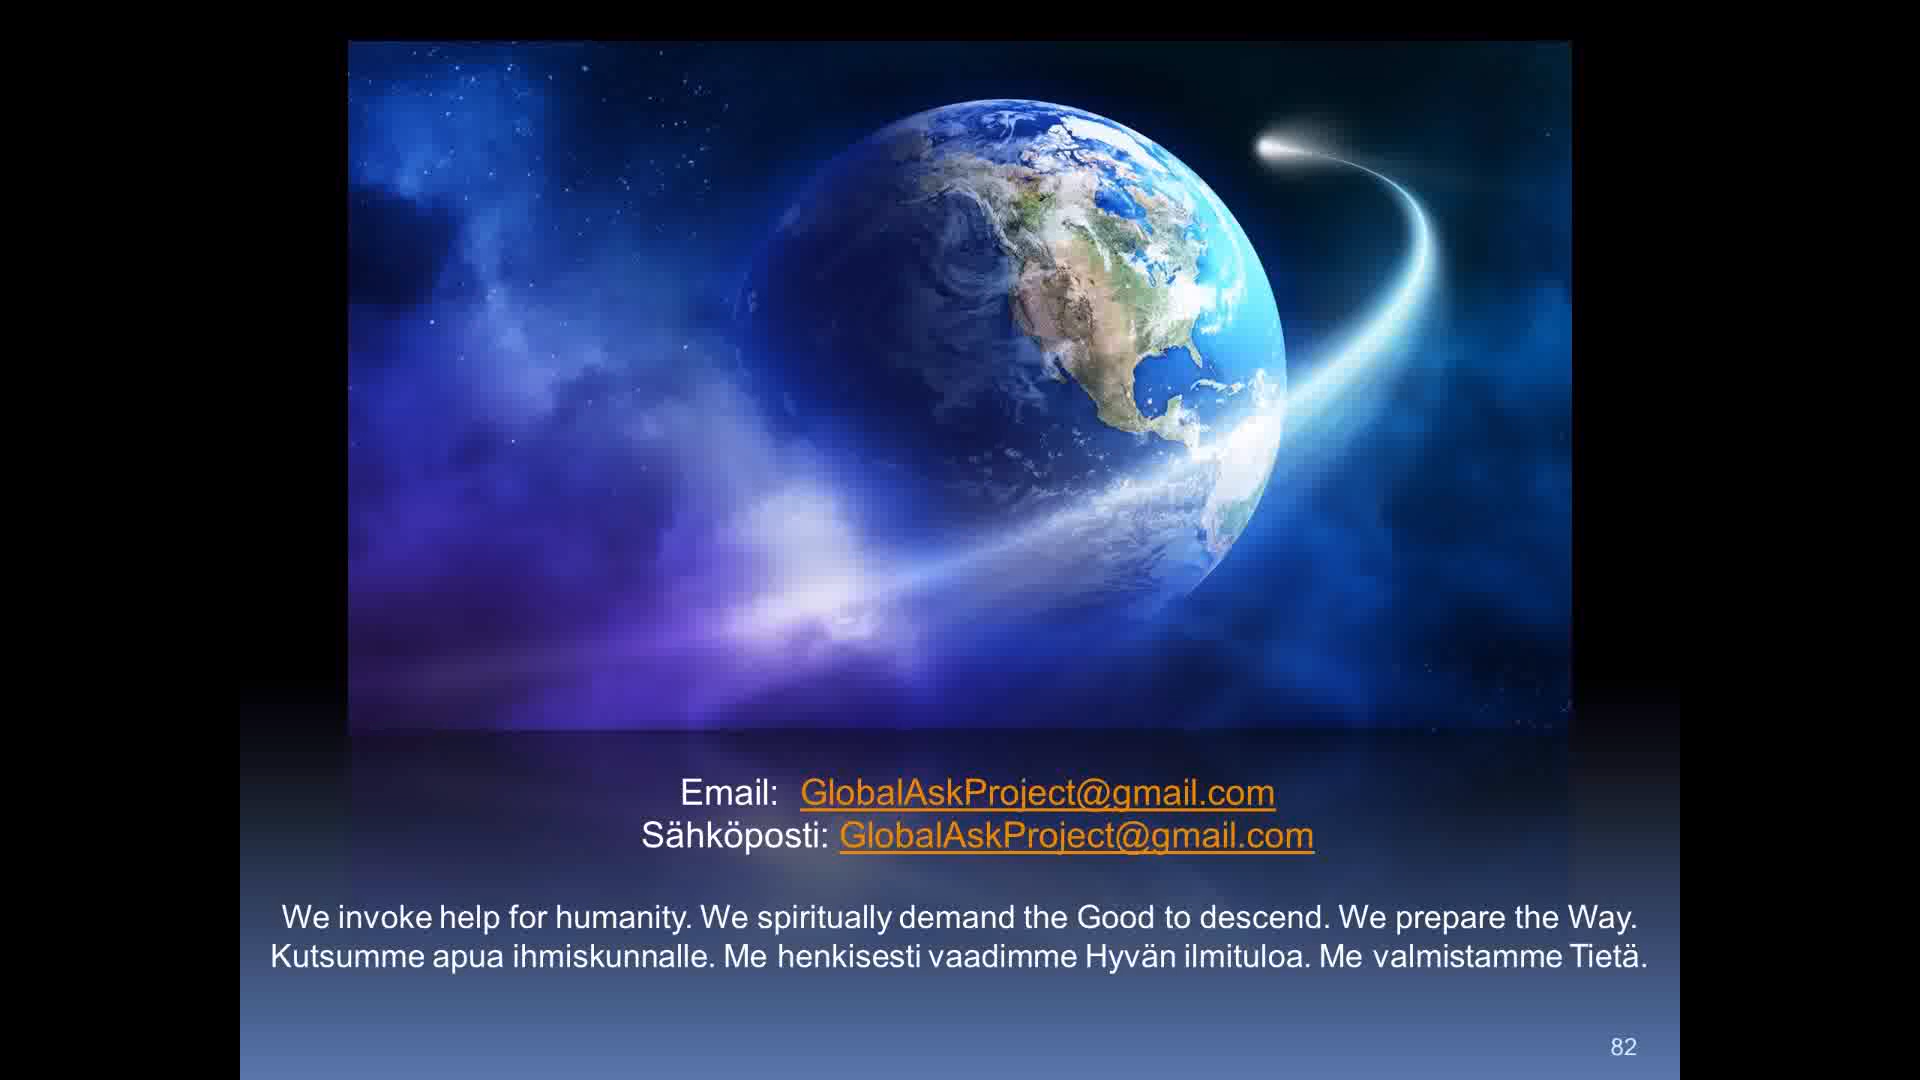 Email: GlobalAskProject@gmail.com
Sähköposti: GlobalAskProject@gmail.com
We invoke help for humanity. We spiritually demand the Good to descend. We prepare the Way.
Kutsumme apua ihmiskunnalle. Me henkisesti vaadimme Hyvän ilmituloa. Me valmistamme Tietä.
82